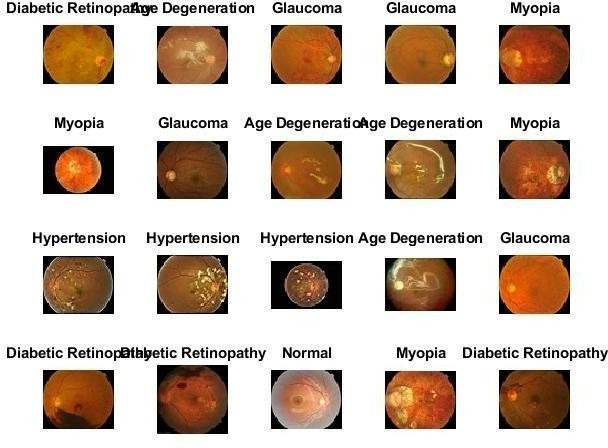 Diabetic Retinopathy Age Degeneration Glaucoma Glaucoma Myopia
Myopia Glaucoma Age Degeneration Age Degeneration Myopia
Hypertension Hypertension Hypertension Age Degeneration Glaucoma
Diabetic Retinopathy Diabetic Retinopathy Normal Myopia Diabetic Retinopathy